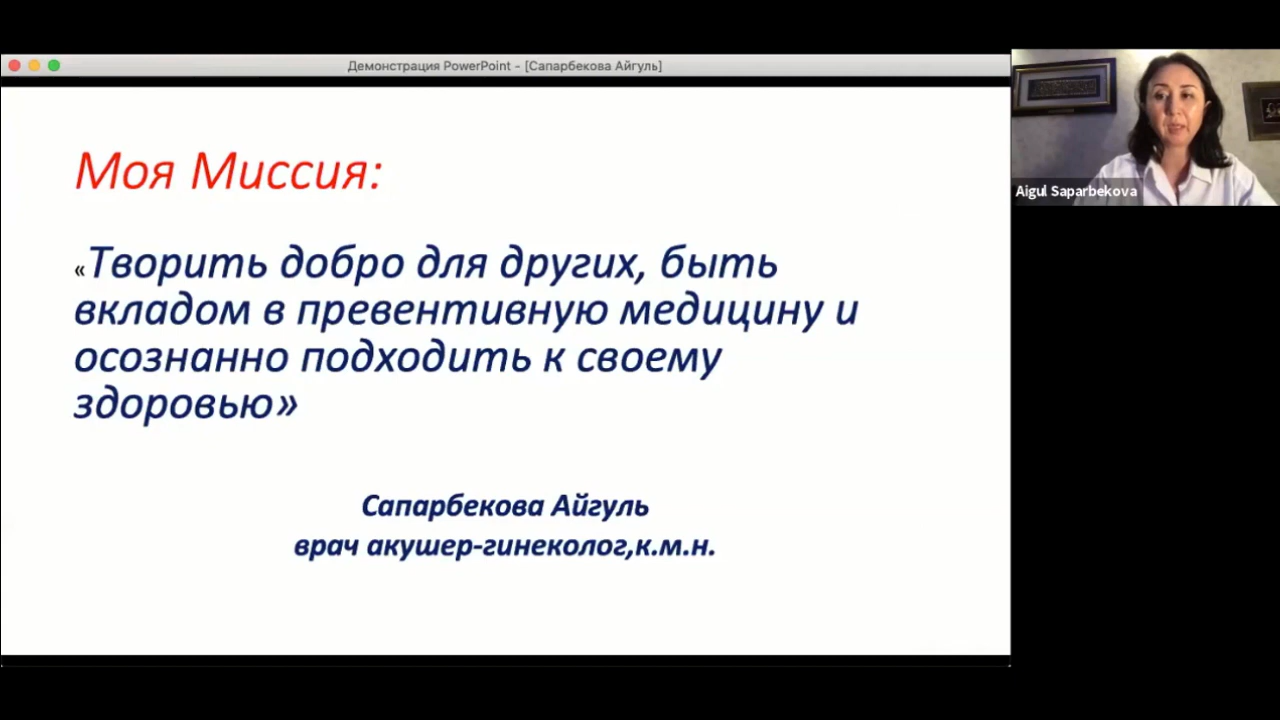 Демонстрация PowerPoint - [Сапарбекова Айгуль]
Моя Миссия:
«Творить добро для других, быть
вкладом в превентивную медицину и
осознанно подходить к своему
здоровью»
Сапарбекова Айгуль
врач акушер-гинеколог,к.м.н.
Aigul Saparbekova